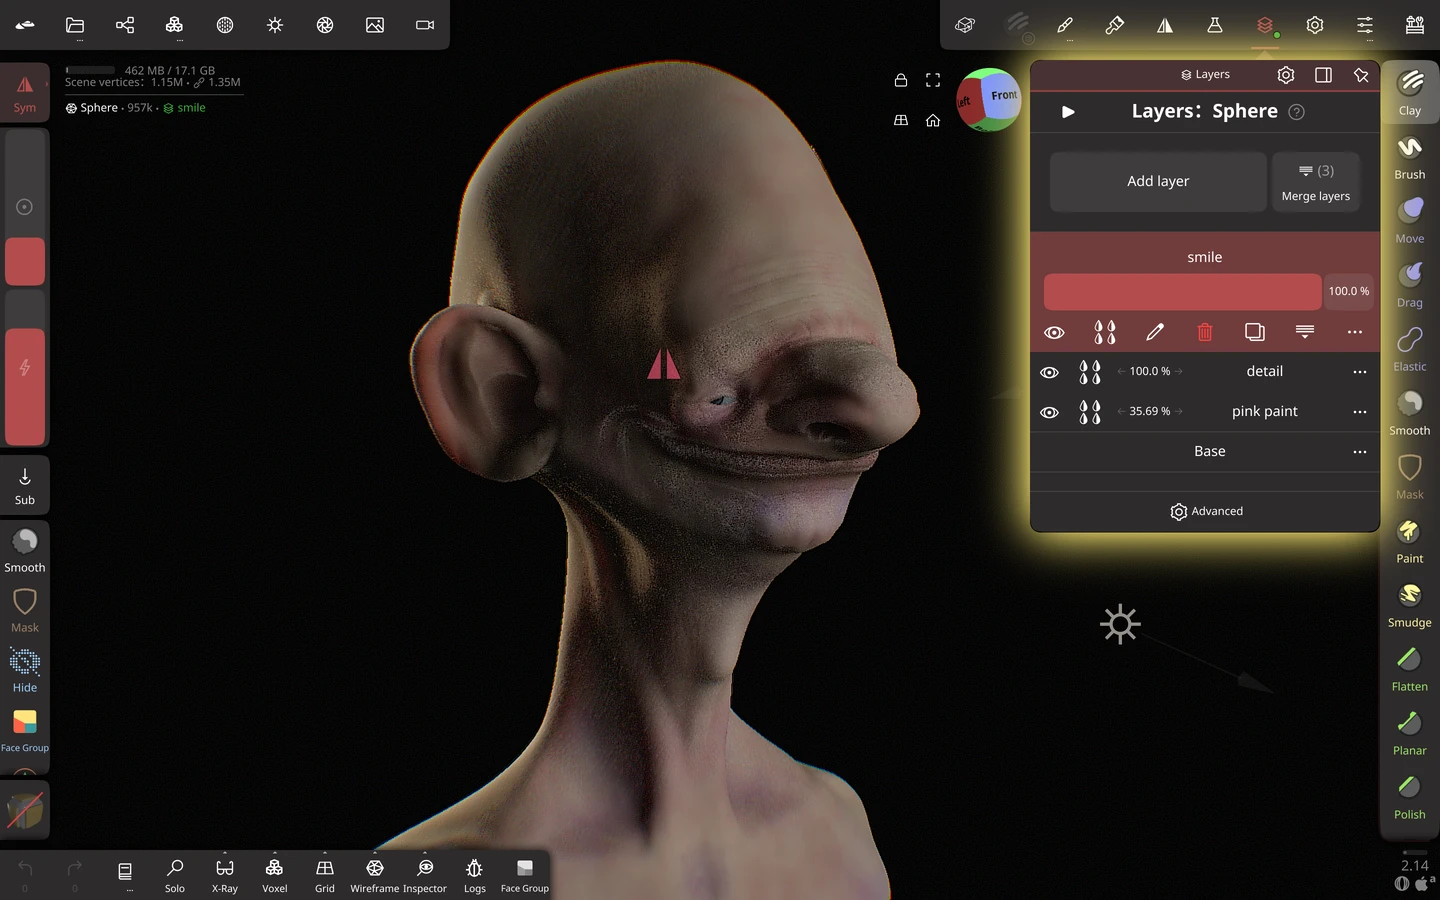 462 MB / 17.1 GB
Scene vertices: 1.15M • 1.35M
Sphere • 957k • smile
Sym
Sub
Smooth
Mask
Hide
Face Group
Left
Front
Layers
Layers: Sphere ?
Add layer
(3)
Merge layers
smile
100.0 %
← 100.0 % → detail
← 35.69 % → pink paint
Base
Advanced
Clay
Brush
Move
Drag
Elastic
Smooth
Mask
Paint
Smudge
Flatten
Planar
Polish
0
0
...
Solo
X-Ray
Voxel
Grid
Wireframe
Inspector
Logs
Face Group
2.14
a